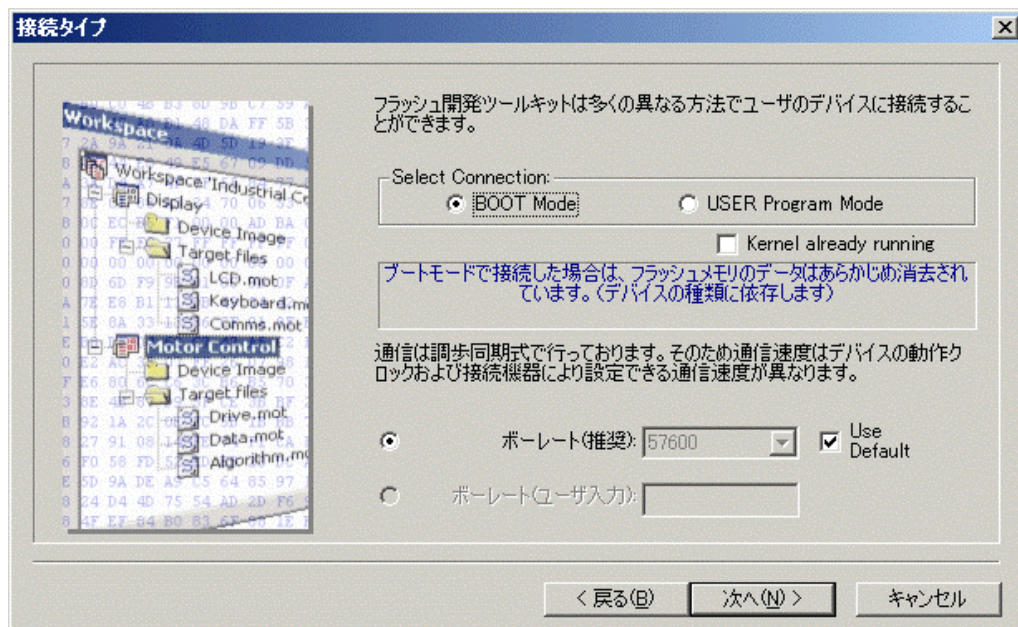 接続タイプ
Workspace
Workspace 'Industrial Co
Display
Device Image
Target files
LCD.mot
Keyboard.mo
Comms.mot
Motor Control
Device Image
Target files
Drive.mot
Data.mot
Algorithm.mo
フラッシュ開発ツールキットは多くの異なる方法でユーザのデバイスに接続するこ
とができます。
Select Connection:
BOOT Mode
USER Program Mode
Kernel already running
ブートモードで接続した場合は、フラッシュメモリのデータはあらかじめ消去され
ています。(デバイスの種類に依存します)
通信は調歩同期式で行っております。そのため通信速度はデバイスの動作ク
ロックおよび接続機器により設定できる通信速度が異なります。
ボーレート(推奨): 57600
Use
Default
ボーレート(ユーザ入力):
< 戻る(B)
次へ(N) >
キャンセル